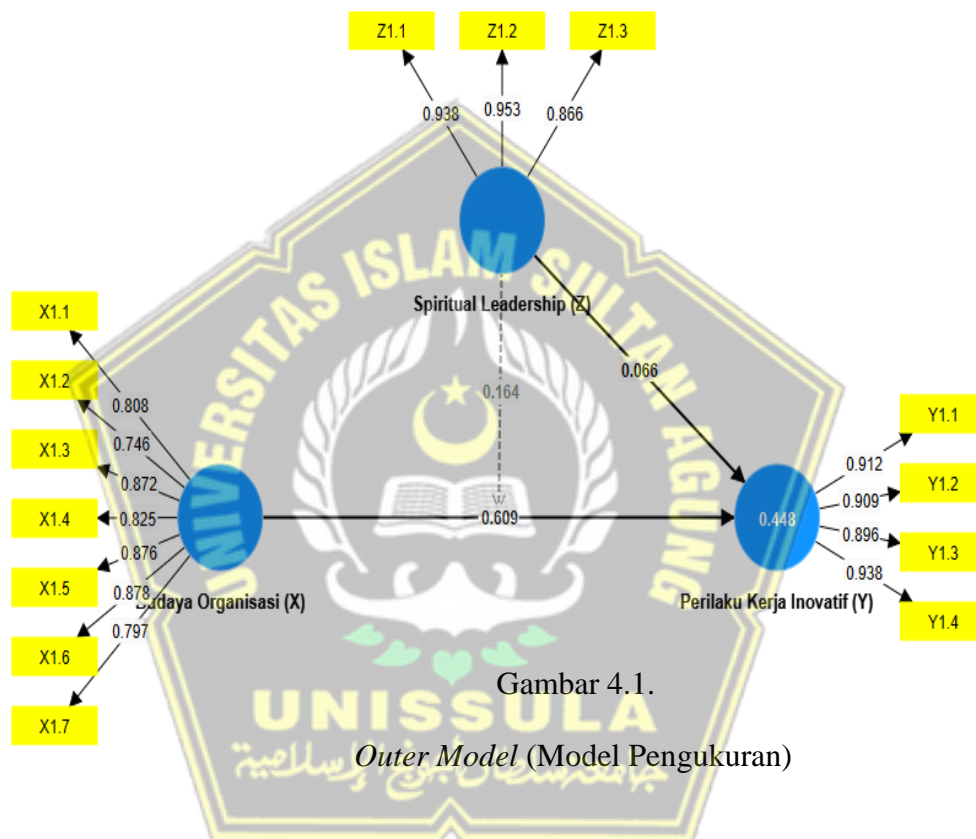 Z1.1 Z1.2 Z1.3
0.938 0.953 0.866
UNIVERSITAS ISLAM SULTAN AGUNG
Spiritual Leadership (Z)
X1.1
X1.2
X1.3
X1.4
X1.5
X1.6
X1.7
0.808
0.746
0.872
0.825
0.876
0.878
0.797
Budaya Organisasi (X)
0.066
0.164
0.609
0.448
Perilaku Kerja Inovatif (Y)
0.912
0.909
0.896
0.938
Y1.1
Y1.2
Y1.3
Y1.4
Gambar 4.1.
UNISSULA
Outer Model (Model Pengukuran)
جامعة سلطان أجونج الإسلامية